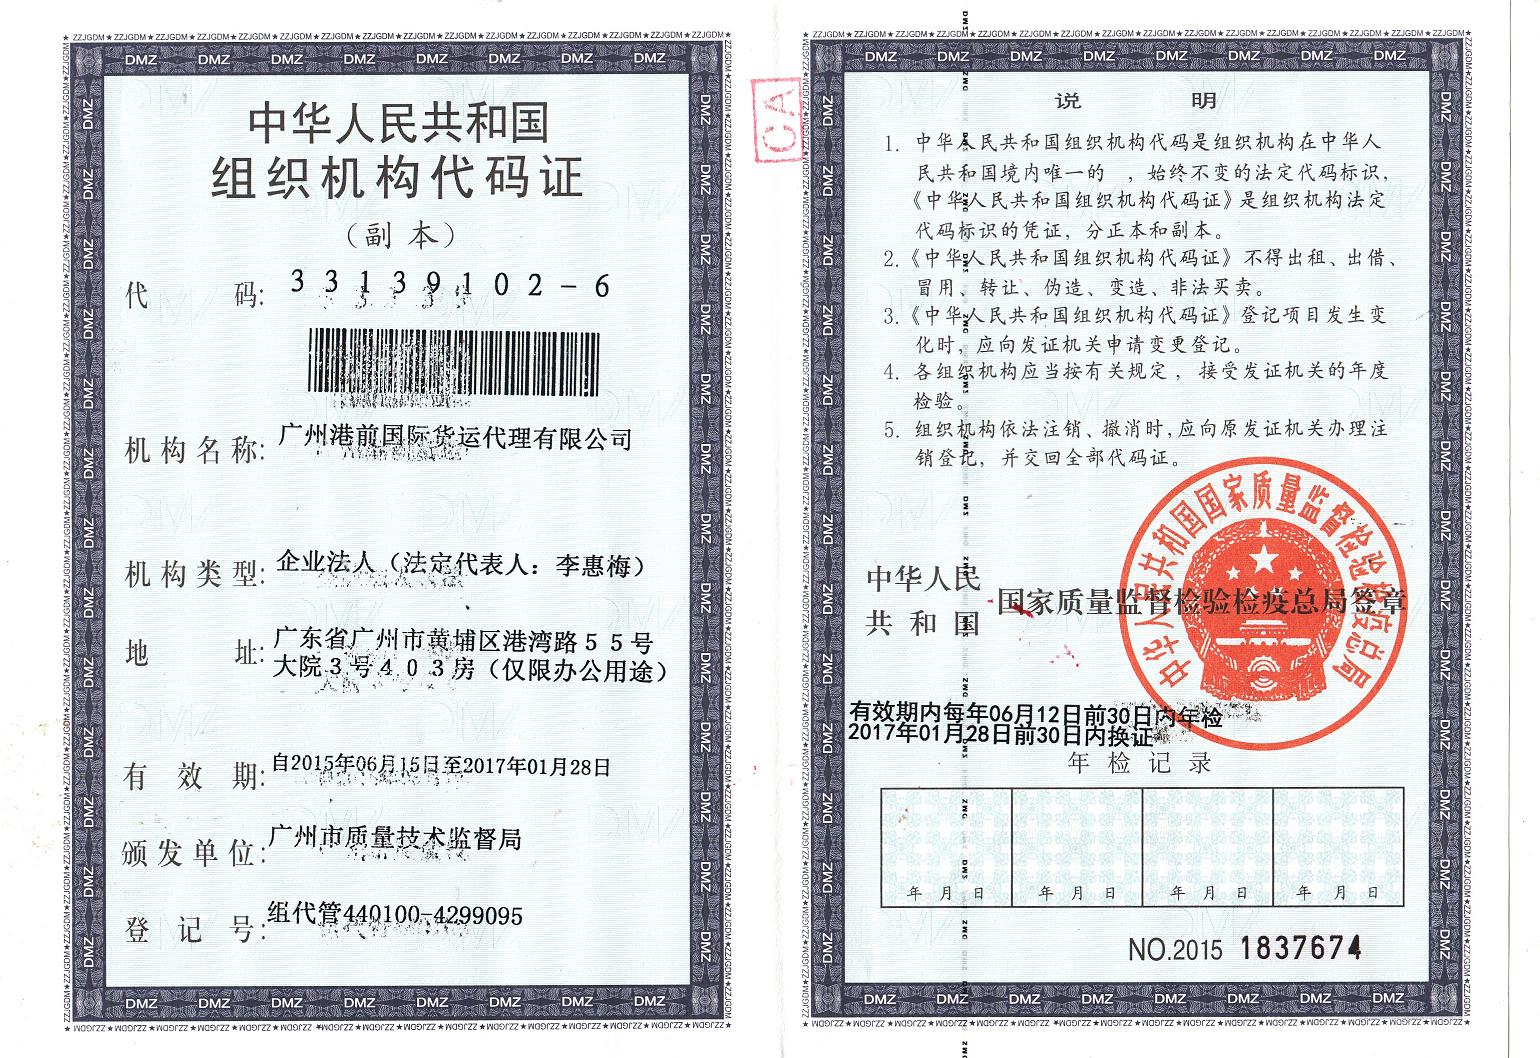 中华人民共和国
组织机构代码证
（副本）
代 码: 33139102-6
机构名称: 广州港前国际货运代理有限公司
机构类型: 企业法人（法定代表人：李惠梅）
地 址: 广东省广州市黄埔区港湾路55号
大院3号403房（仅限办公用途）
有 效 期: 自2015年06月15日至2017年01月28日
颁发单位: 广州市质量技术监督局
登 记 号: 组代管440100-4299095
CA
说 明
1. 中华人民共和国组织机构代码是组织机构在中华人
民共和国境内唯一的 ，始终不变的法定代码标识，
《中华人民共和国组织机构代码证》是组织机构法定
代码标识的凭证，分正本和副本。
2.《中华人民共和国组织机构代码证》不得出租、出借、
冒用、转让、伪造、变造、非法买卖。
3.《中华人民共和国组织机构代码证》登记项目发生变
化时，应向发证机关申请变更登记。
4. 各组织机构应当按有关规定，接受发证机关的年度
检验。
5. 组织机构依法注销、撤消时，应向原发证机关办理注
销登记，并交回全部代码证。
中华人民
共和国 国家质量监督检验检疫总局签章
中华人民共和国国家质量监督检验检疫总局
有效期内每年06月12日前30日内年检
2017年01月28日前30日内换证
年检记录
年 月 日 年 月 日 年 月 日 年 月 日
NO.2015 1837674